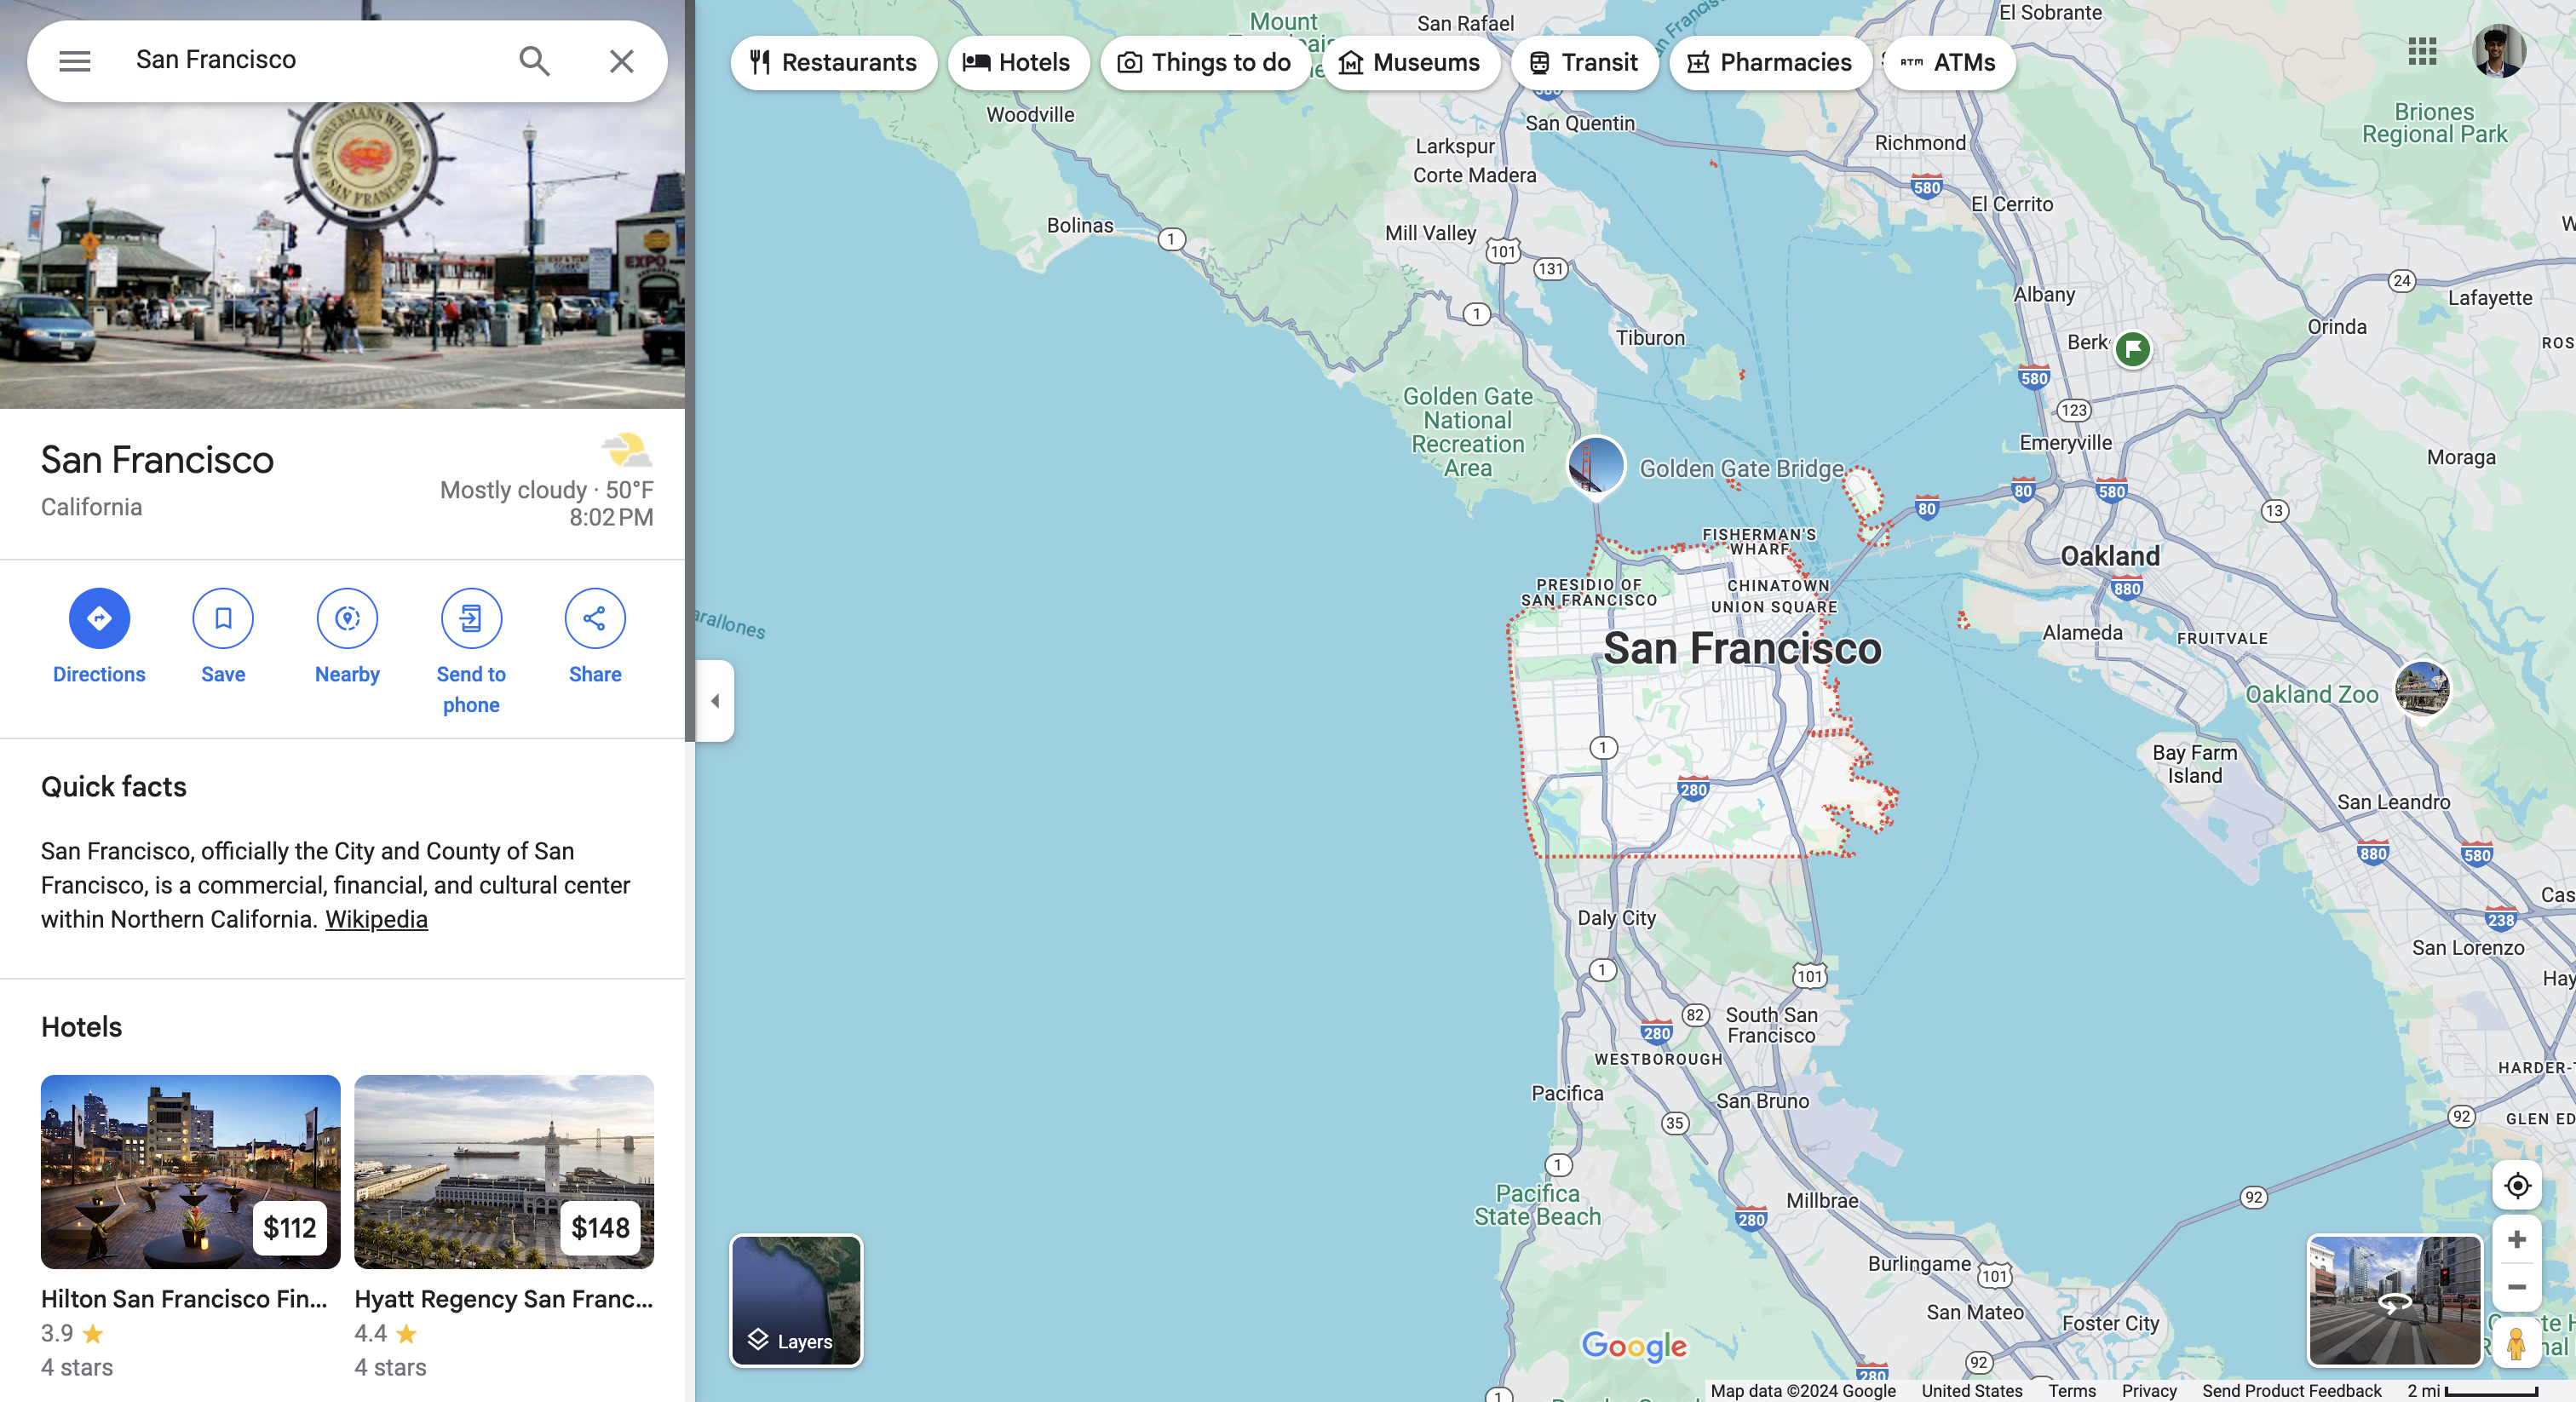 San Francisco
FISHERMANS WHARF OF SAN FRANCISCO
San Francisco
California
Mostly cloudy · 50°F
8:02 PM
Directions
Save
Nearby
Send to
phone
Share
Quick facts
San Francisco, officially the City and County of San
Francisco, is a commercial, financial, and cultural center
within Northern California. Wikipedia
Hotels
$112
$148
Hilton San Francisco Fin...
Hyatt Regency San Franc...
3.9
4.4
4 stars
4 stars
Restaurants
Hotels
Things to do
Museums
Transit
Pharmacies
ATM
ATMs
Mount
San Rafael
El Sobrante
Woodville
San Quentin
Larkspur
Corte Madera
Richmond
Briones
Regional Park
580
El Cerrito
Bolinas
1
Mill Valley
101
131
1
Tiburon
Albany
24
Lafayette
Orinda
580
123
Emeryville
Moraga
Golden Gate
National
Recreation
Area
Golden Gate Bridge
80
80
580
13
FISHERMAN'S
WHARF
Oakland
880
PRESIDIO OF
SAN FRANCISCO
CHINATOWN
UNION SQUARE
San Francisco
Alameda
FRUITVALE
Oakland Zoo
1
280
Bay Farm
Island
San Leandro
880
580
238
San Lorenzo
Daly City
1
101
82
280
South San
Francisco
WESTBOROUGH
Pacifica
San Bruno
35
92
1
Pacifica
State Beach
Millbrae
280
92
Burlingame
101
San Mateo
Foster City
92
280
1
Layers
Google
Map data ©2024 Google
United States
Terms
Privacy
Send Product Feedback
2 mi